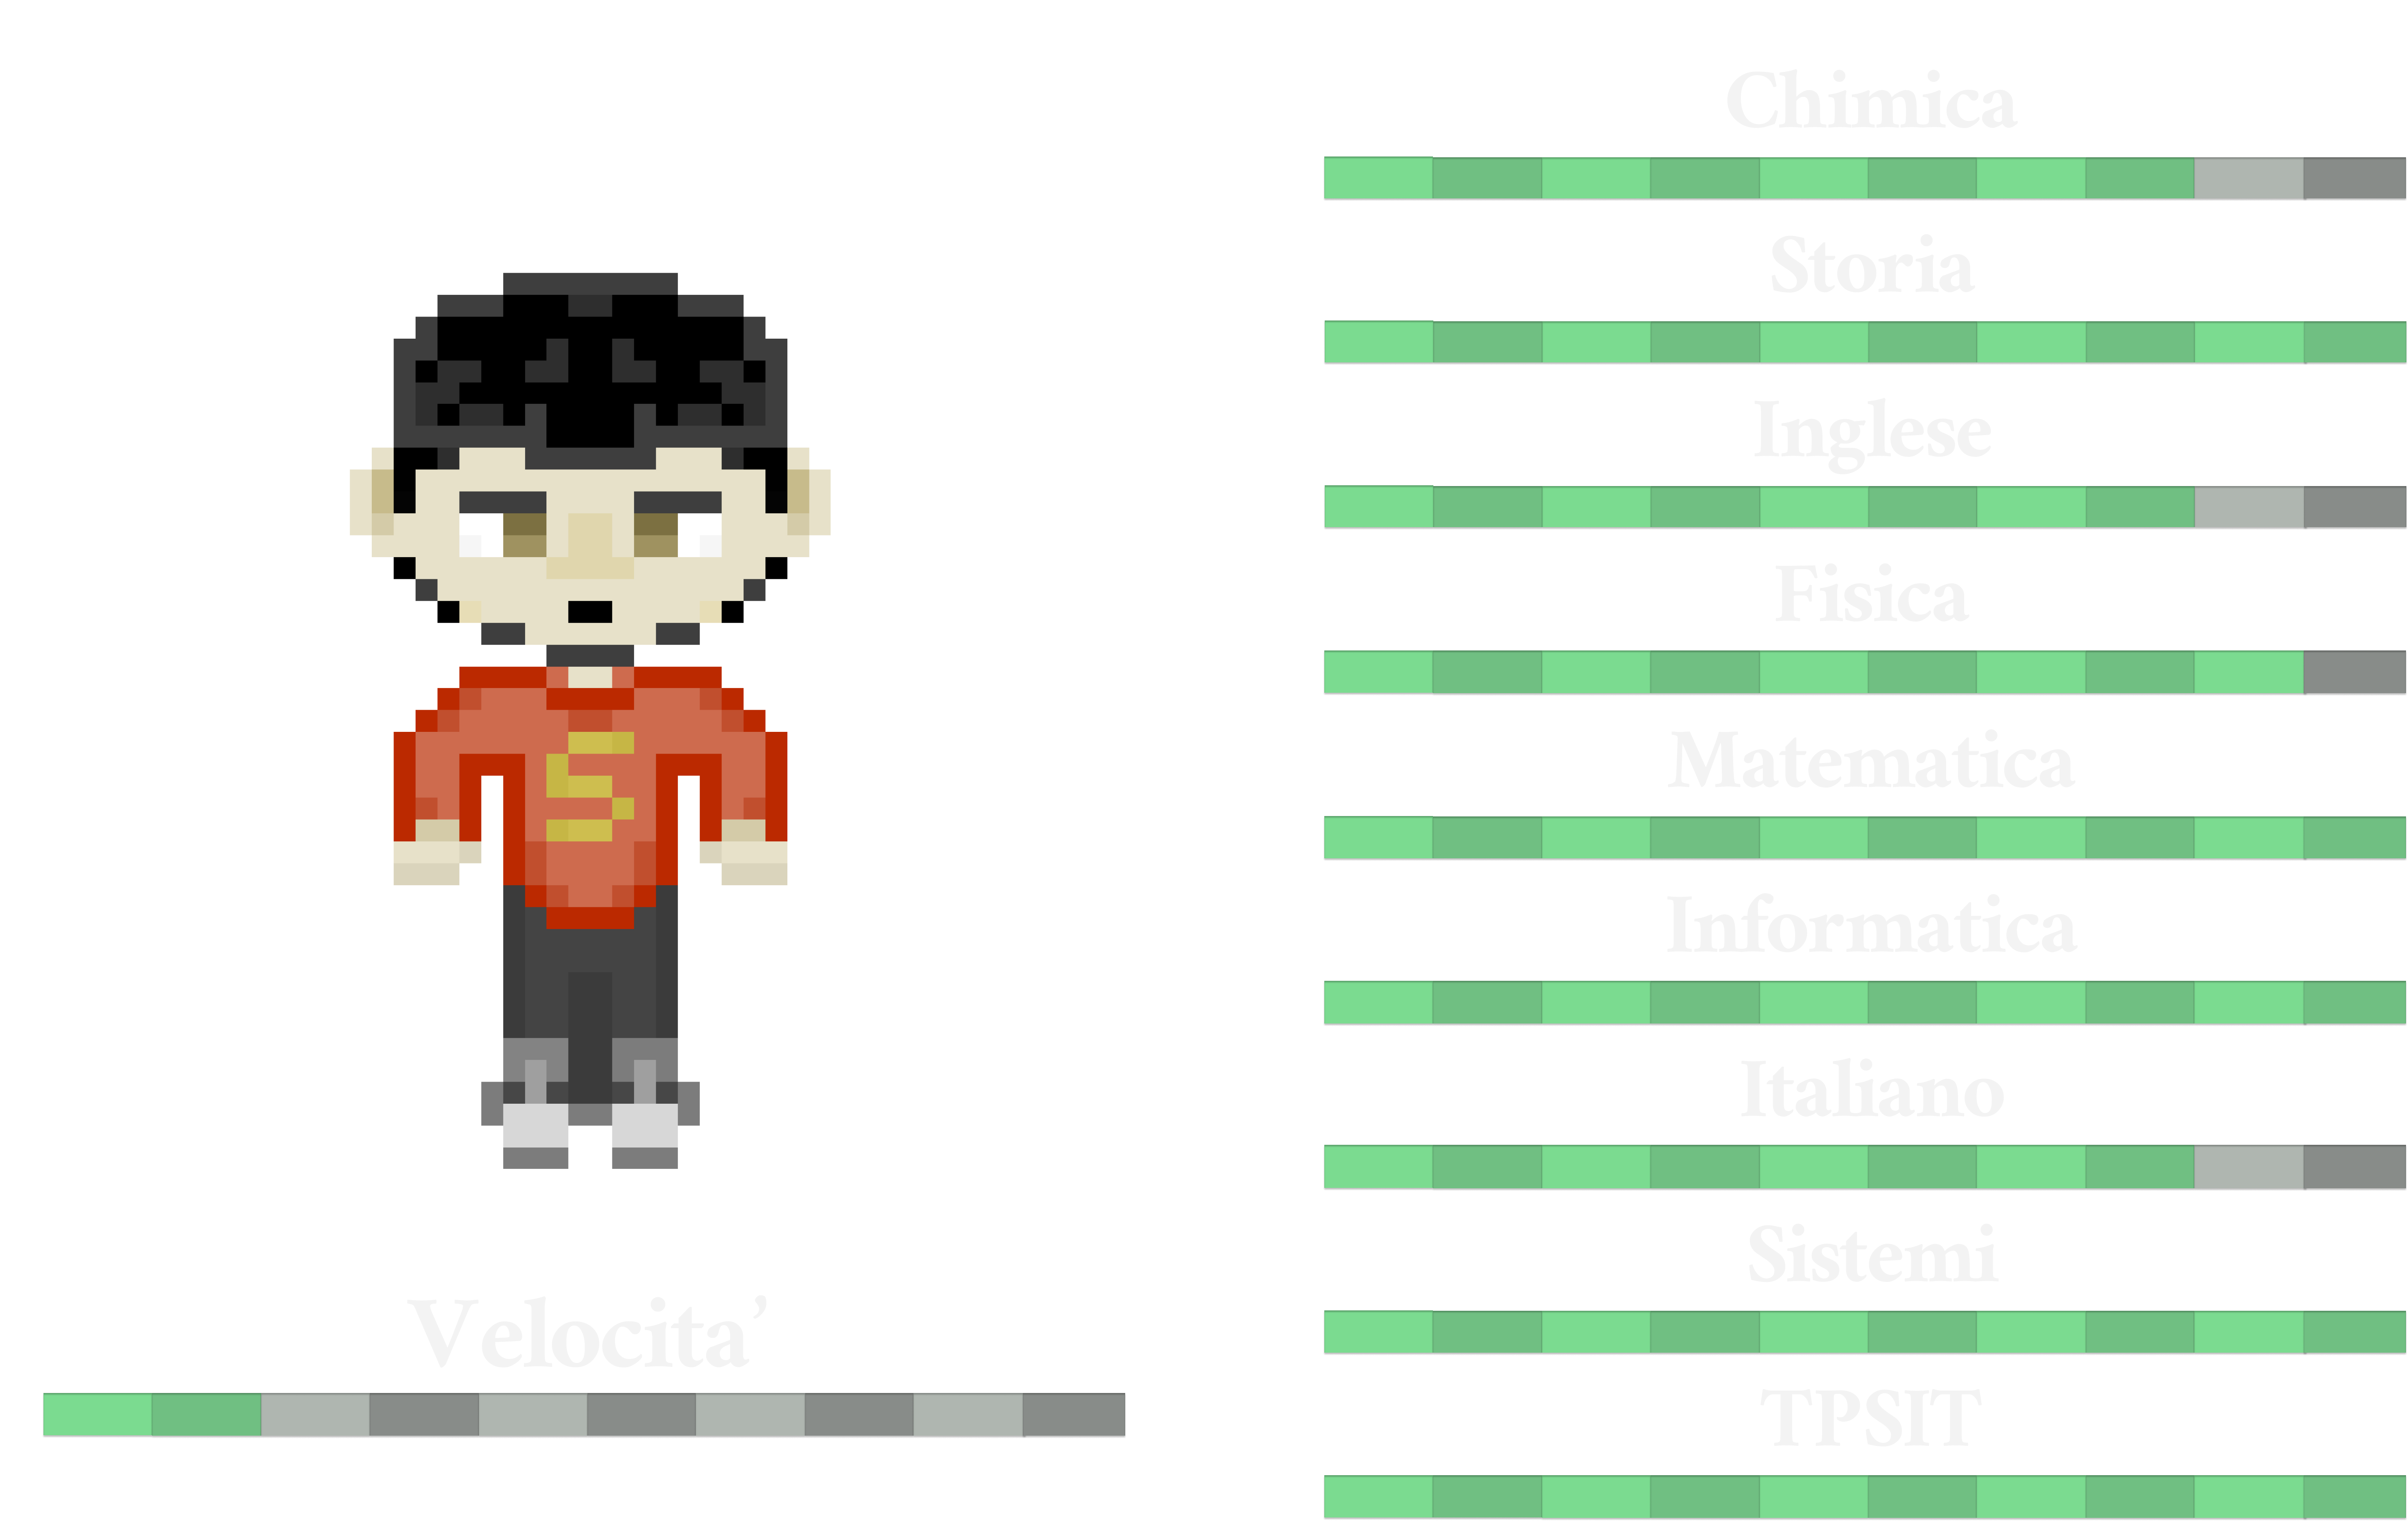 Chimica
Storia
Inglese
Fisica
Matematica
Informatica
Italiano
Sistemi
Velocita’
TPSIT